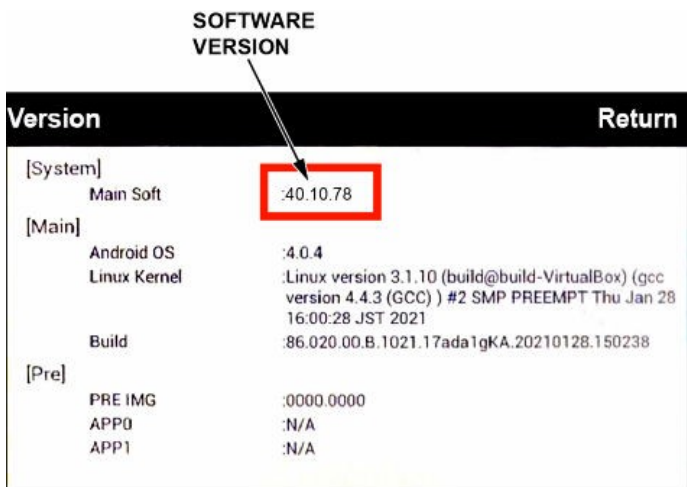 SOFTWARE
VERSION
Version Return
[System]
Main Soft :40.10.78
[Main]
Android OS :4.0.4
Linux Kernel :Linux version 3.1.10 (build@build-VirtualBox) (gcc
version 4.4.3 (GCC) ) #2 SMP PREEMPT Thu Jan 28
16:00:28 JST 2021
Build :86.020.00.B.1021.17ada1gKA.20210128.150238
[Pre]
PRE IMG :0000.0000
APP0 :N/A
APP1 :N/A